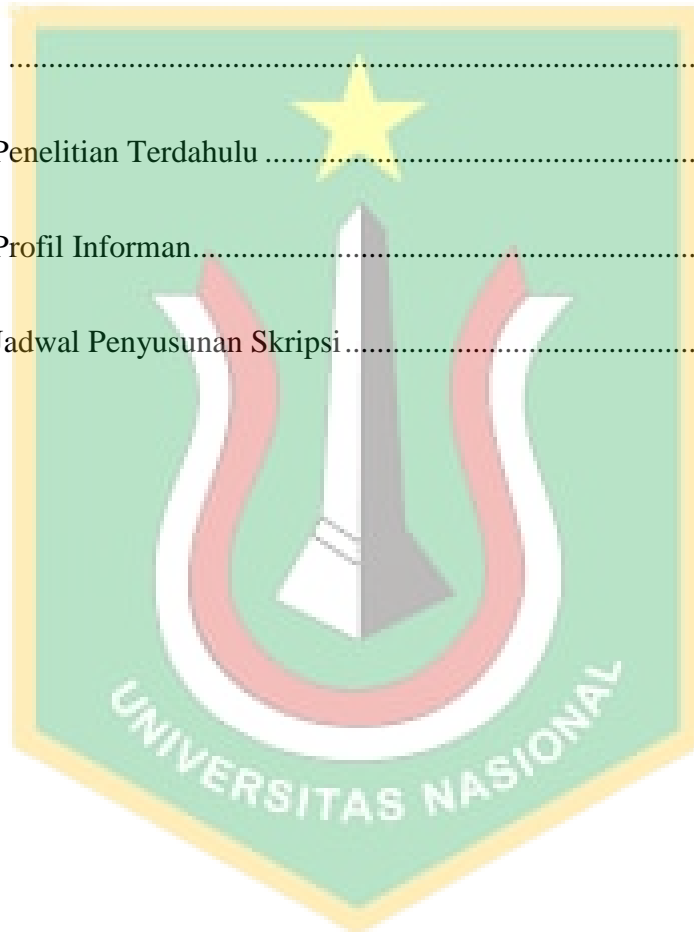 ................................................................................................
Penelitian Terdahulu ............................................................
Profil Informan......................................................................
Jadwal Penyusunan Skripsi .................................................
UNIVERSITAS NASIONAL